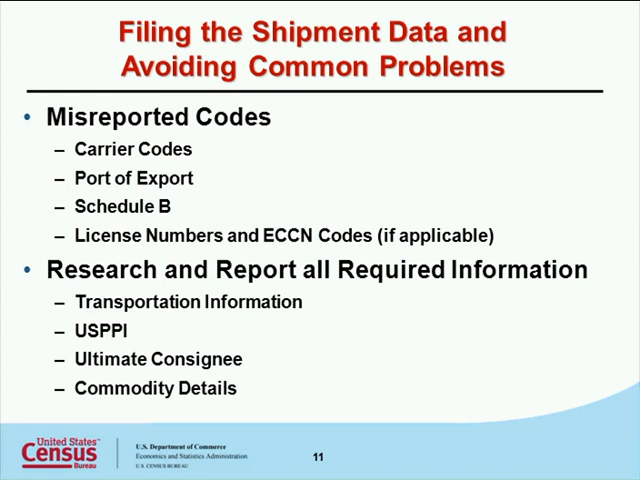 Filing the Shipment Data and
Avoiding Common Problems
• Misreported Codes
– Carrier Codes
– Port of Export
– Schedule B
– License Numbers and ECCN Codes (if applicable)
• Research and Report all Required Information
– Transportation Information
– USPPI
– Ultimate Consignee
– Commodity Details
United States™
Census
Bureau
U.S. Department of Commerce
Economics and Statistics Administration
U.S. CENSUS BUREAU
11